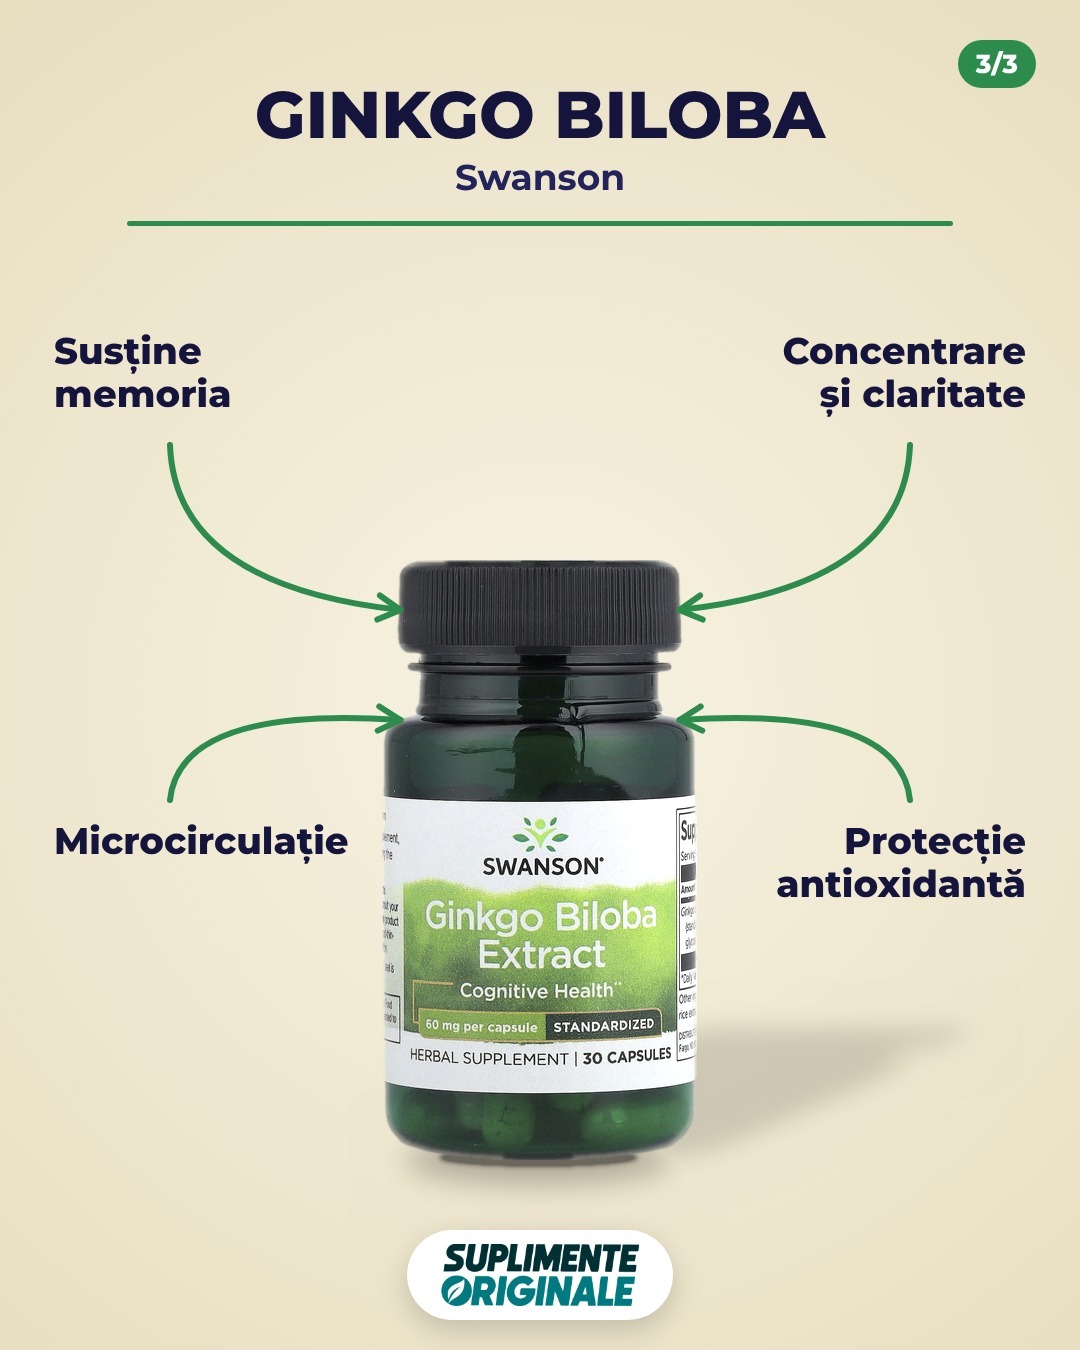 3/3
GINKGO BILOBA
Swanson
Susține
memoria
Concentrare
și claritate
Microcirculație
Protecție
antioxidantă
SWANSON
Ginkgo Biloba
Extract
Cognitive Health
60 mg per capsule STANDARDIZED
HERBAL SUPPLEMENT | 30 CAPSULES
SUPLIMENTE
ORIGINALE